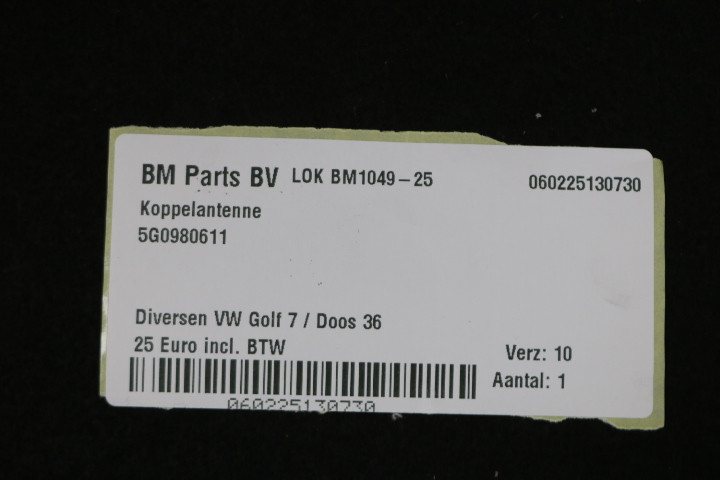 BM Parts BV LOK BM1049-25 060225130730
Koppelantenne
5G0980611
Diversen VW Golf 7 / Doos 36
25 Euro incl. BTW Verz: 10
Aantal: 1
060225130730